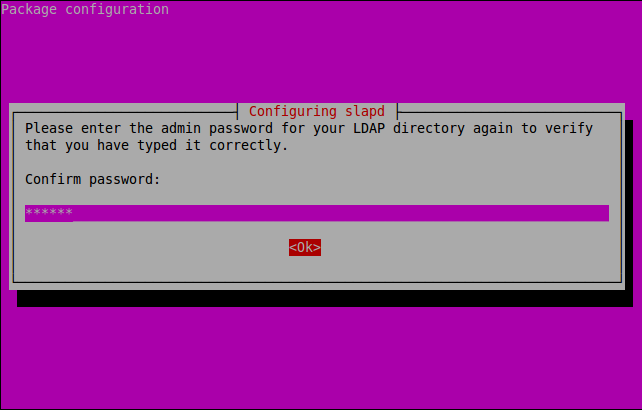 Package configuration
Configuring slapd
Please enter the admin password for your LDAP directory again to verify
that you have typed it correctly.
Confirm password:
******
<Ok>